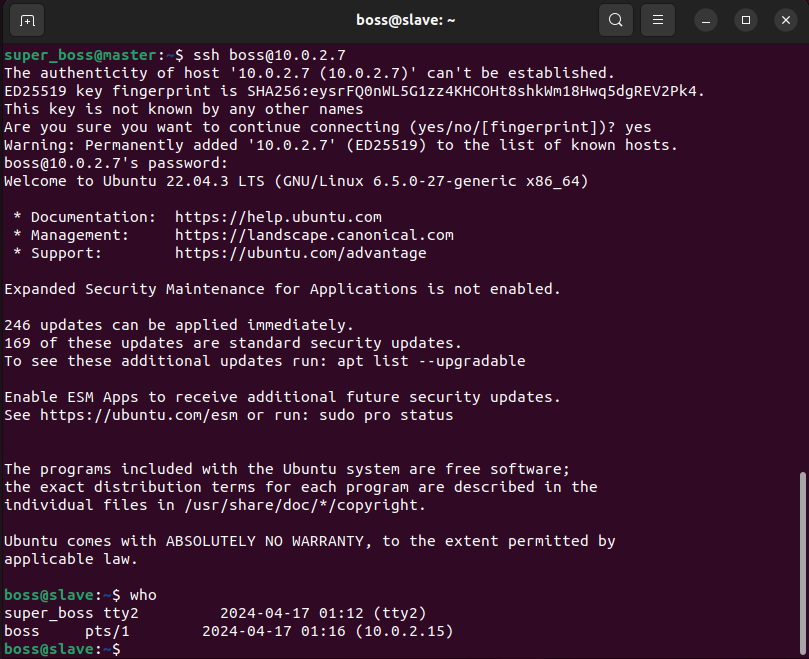 boss@slave: ~
super_boss@master:~$ ssh boss@10.0.2.7
The authenticity of host '10.0.2.7 (10.0.2.7)' can't be established.
ED25519 key fingerprint is SHA256:eysrFQ0nWL5G1zz4KHCOHt8shkWm18Hwq5dgREV2Pk4.
This key is not known by any other names
Are you sure you want to continue connecting (yes/no/[fingerprint])? yes
Warning: Permanently added '10.0.2.7' (ED25519) to the list of known hosts.
boss@10.0.2.7's password:
Welcome to Ubuntu 22.04.3 LTS (GNU/Linux 6.5.0-27-generic x86_64)
* Documentation:  https://help.ubuntu.com
* Management:     https://landscape.canonical.com
* Support:        https://ubuntu.com/advantage
Expanded Security Maintenance for Applications is not enabled.
246 updates can be applied immediately.
169 of these updates are standard security updates.
To see these additional updates run: apt list --upgradable
Enable ESM Apps to receive additional future security updates.
See https://ubuntu.com/esm or run: sudo pro status
The programs included with the Ubuntu system are free software;
the exact distribution terms for each program are described in the
individual files in /usr/share/doc/*/copyright.
Ubuntu comes with ABSOLUTELY NO WARRANTY, to the extent permitted by
applicable law.
boss@slave:~$ who
super_boss tty2         2024-04-17 01:12 (tty2)
boss     pts/1        2024-04-17 01:16 (10.0.2.15)
boss@slave:~$